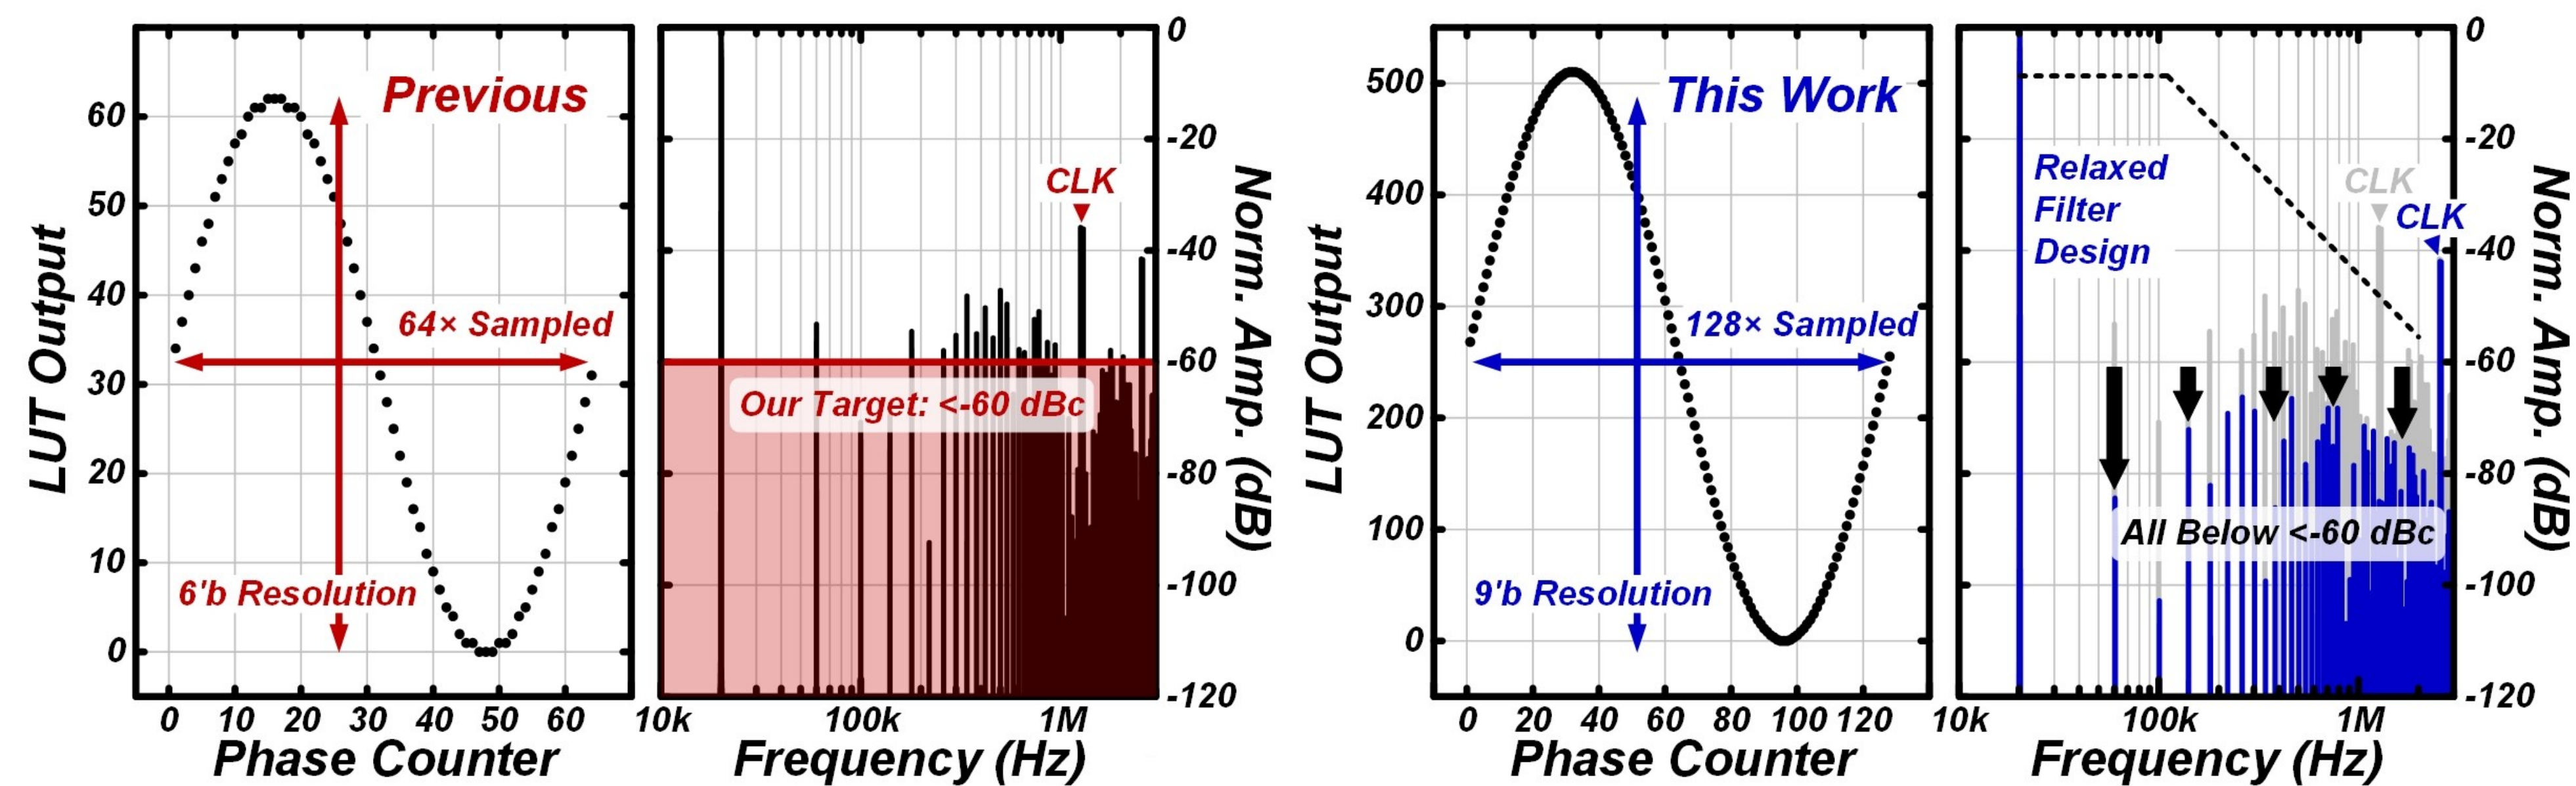 Previous
64× Sampled
6'b Resolution
LUT Output
60
50
40
30
20
10
0
0 10 20 30 40 50 60
Phase Counter
CLK
Our Target: <-60 dBc
0
-20
-40
-60
-80
-100
-120
Norm. Amp. (dB)
10k 100k 1M
Frequency (Hz)
This Work
128× Sampled
9'b Resolution
LUT Output
500
400
300
200
100
0
0 20 40 60 80 100 120
Phase Counter
Relaxed
Filter
Design
CLK
CLK
All Below <-60 dBc
0
-20
-40
-60
-80
-100
-120
Norm. Amp. (dB)
10k 100k 1M
Frequency (Hz)